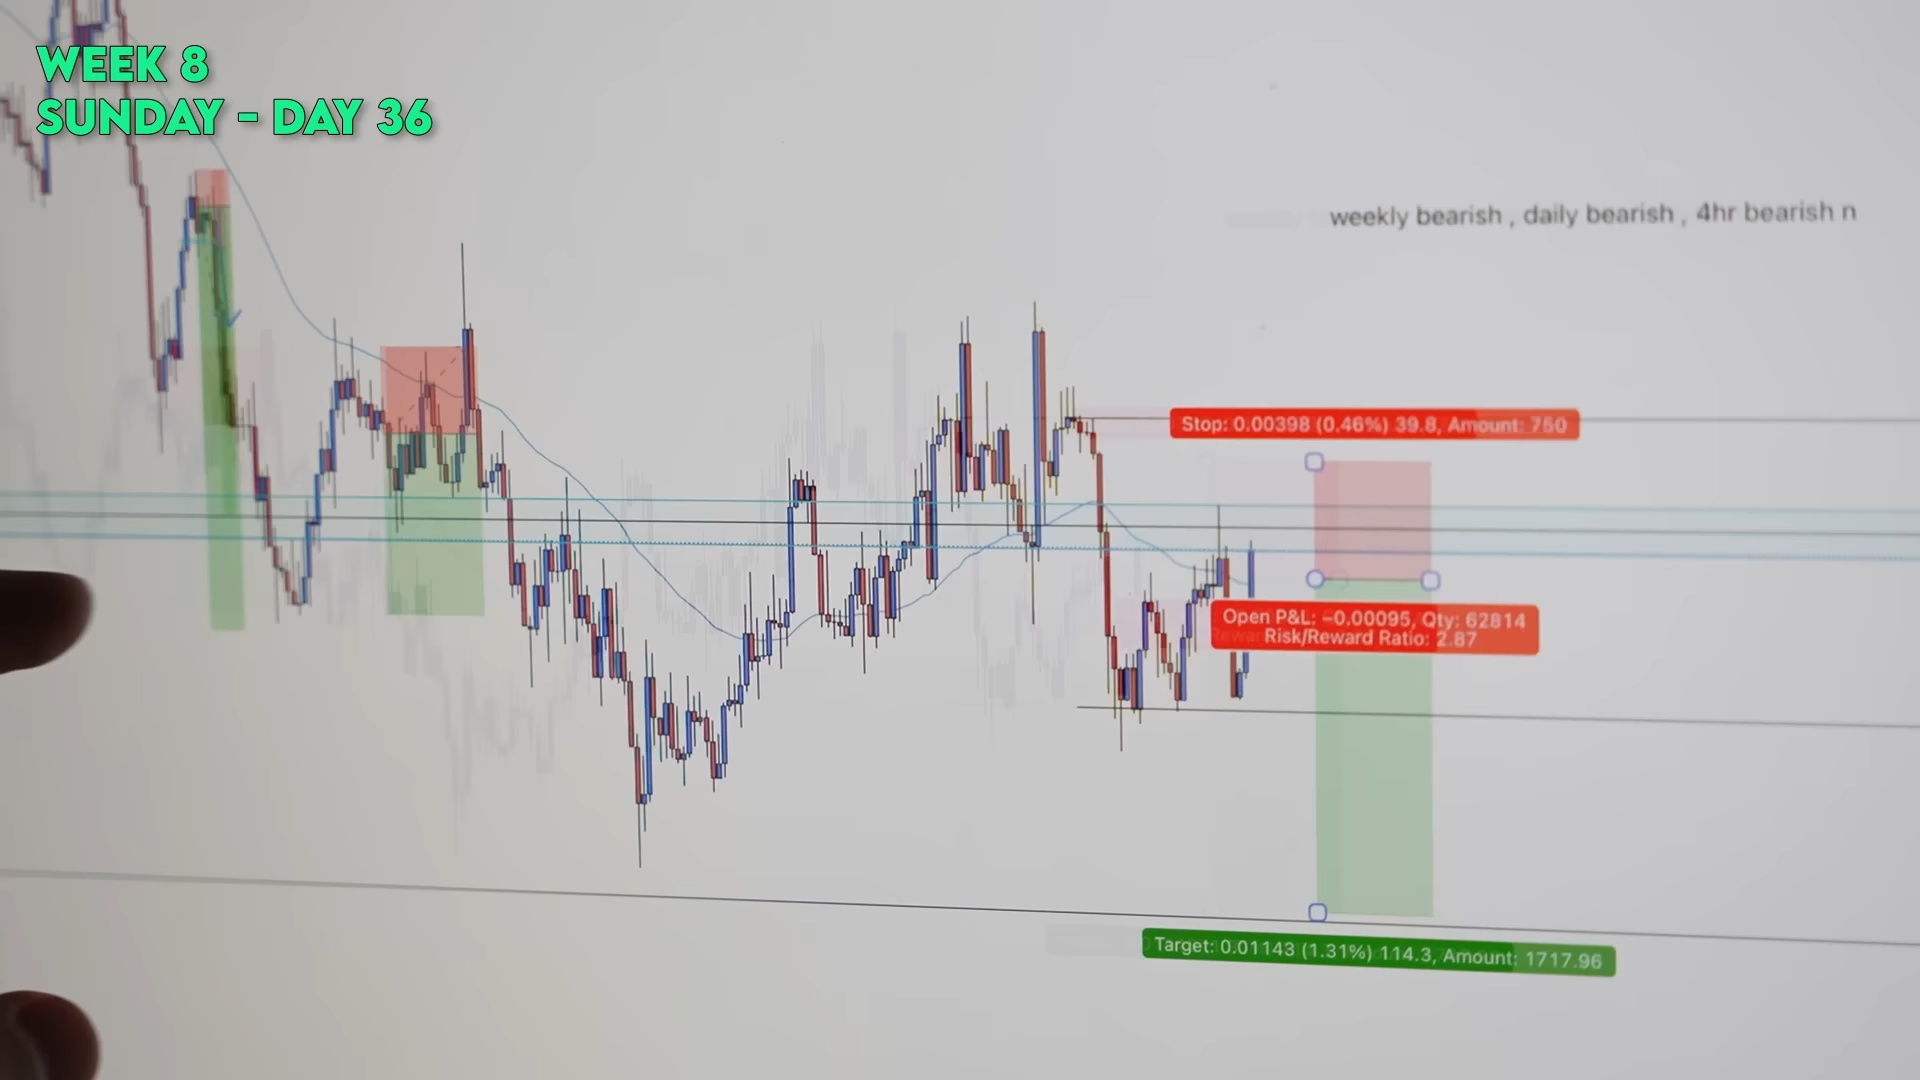 WEEK 8
SUNDAY - DAY 36
weekly bearish , daily bearish , 4hr bearish n
Stop: 0.00398 (0.46%) 39.8, Amount: 750
Open P&L: −0.00095, Qty: 62814
Risk/Reward Ratio: 2.87
Target: 0.01143 (1.31%) 114.3, Amount: 1717.96